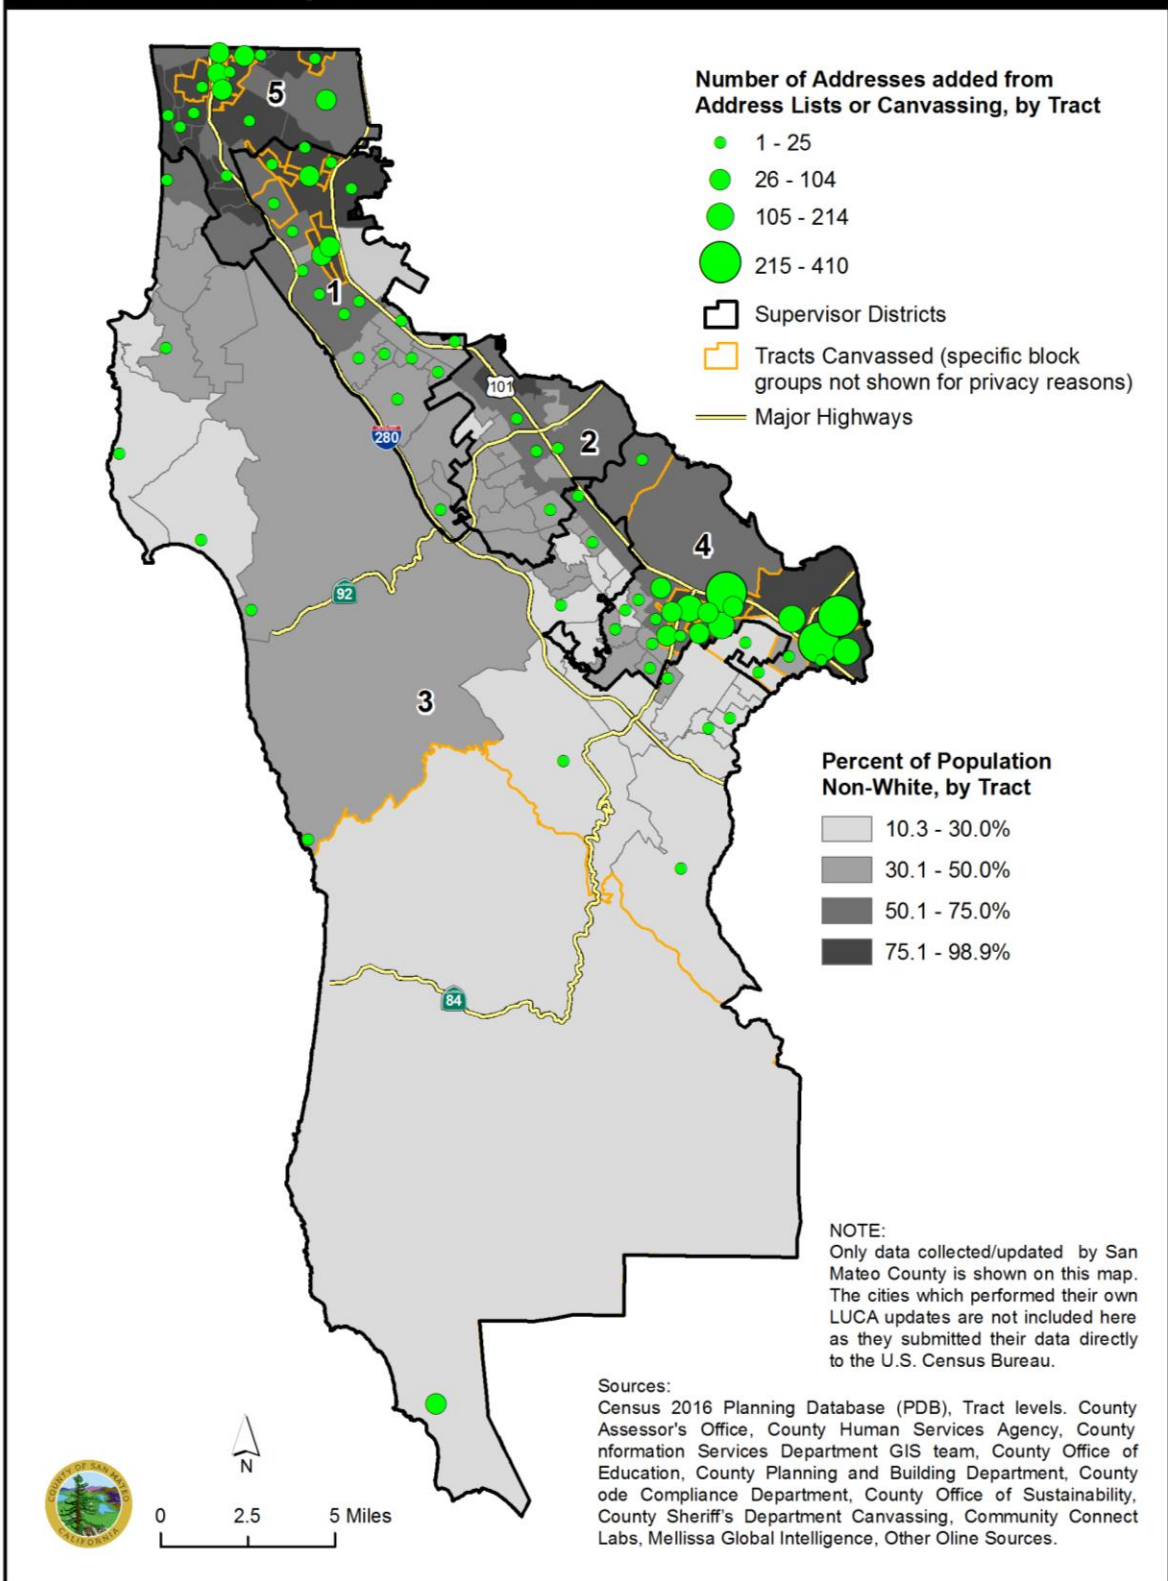 Number of Addresses added from
Address Lists or Canvassing, by Tract
1 - 25
26 - 104
105 - 214
215 - 410
Supervisor Districts
Tracts Canvassed (specific block
groups not shown for privacy reasons)
Major Highways
5
1
101
280
2
4
92
3
84
Percent of Population
Non-White, by Tract
10.3 - 30.0%
30.1 - 50.0%
50.1 - 75.0%
75.1 - 98.9%
NOTE:
Only data collected/updated by San
Mateo County is shown on this map.
The cities which performed their own
LUCA updates are not included here
as they submitted their data directly
to the U.S. Census Bureau.
Sources:
Census 2016 Planning Database (PDB), Tract levels. County
Assessor's Office, County Human Services Agency, County
nformation Services Department GIS team, County Office of
Education, County Planning and Building Department, County
ode Compliance Department, County Office of Sustainability,
County Sheriff's Department Canvassing, Community Connect
Labs, Mellissa Global Intelligence, Other Oline Sources.
N
COUNTY OF SAN MATEO
CALIFORNIA
0 2.5 5 Miles